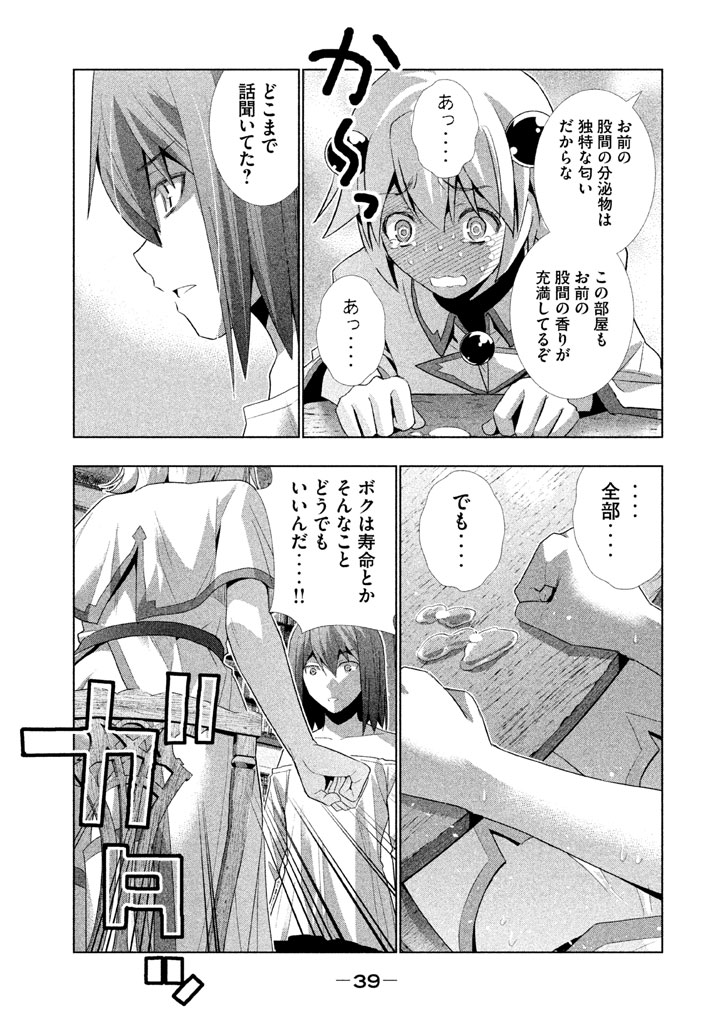 お前の
股間の分泌物は
独特な匂い
だからな
この部屋も
お前の
股間の香りが
充満してるぞ
あっ‥‥
か～っ
あっ‥‥
どこまで
話聞いてた?
‥‥
全部‥‥
でも‥‥
ボクは寿命とか
そんなこと
どうでも
いいんだ‥‥!!
ガタッ
―39―